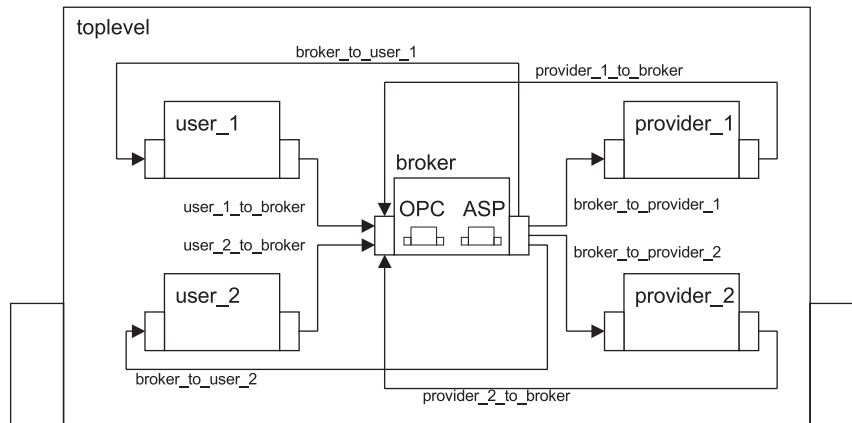 toplevel
broker_to_user_1
provider_1_to_broker
user_1
provider_1
broker
user_1_to_broker
OPC ASP
broker_to_provider_1
user_2_to_broker
broker_to_provider_2
user_2
provider_2
broker_to_user_2
provider_2_to_broker